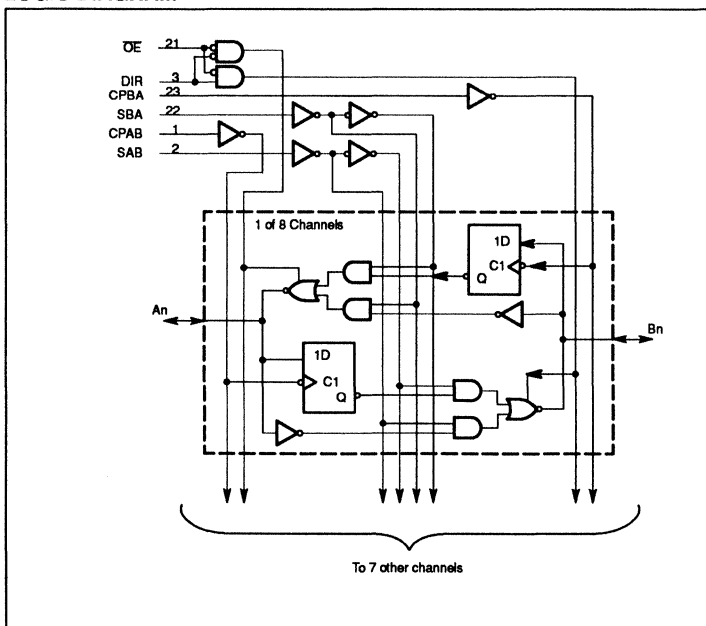 OE 21
DIR 3
CPBA 23
SBA 22
CPAB 1
SAB 2
1 of 8 Channels
1D
C1
Q
An
Bn
1D
C1
Q
To 7 other channels